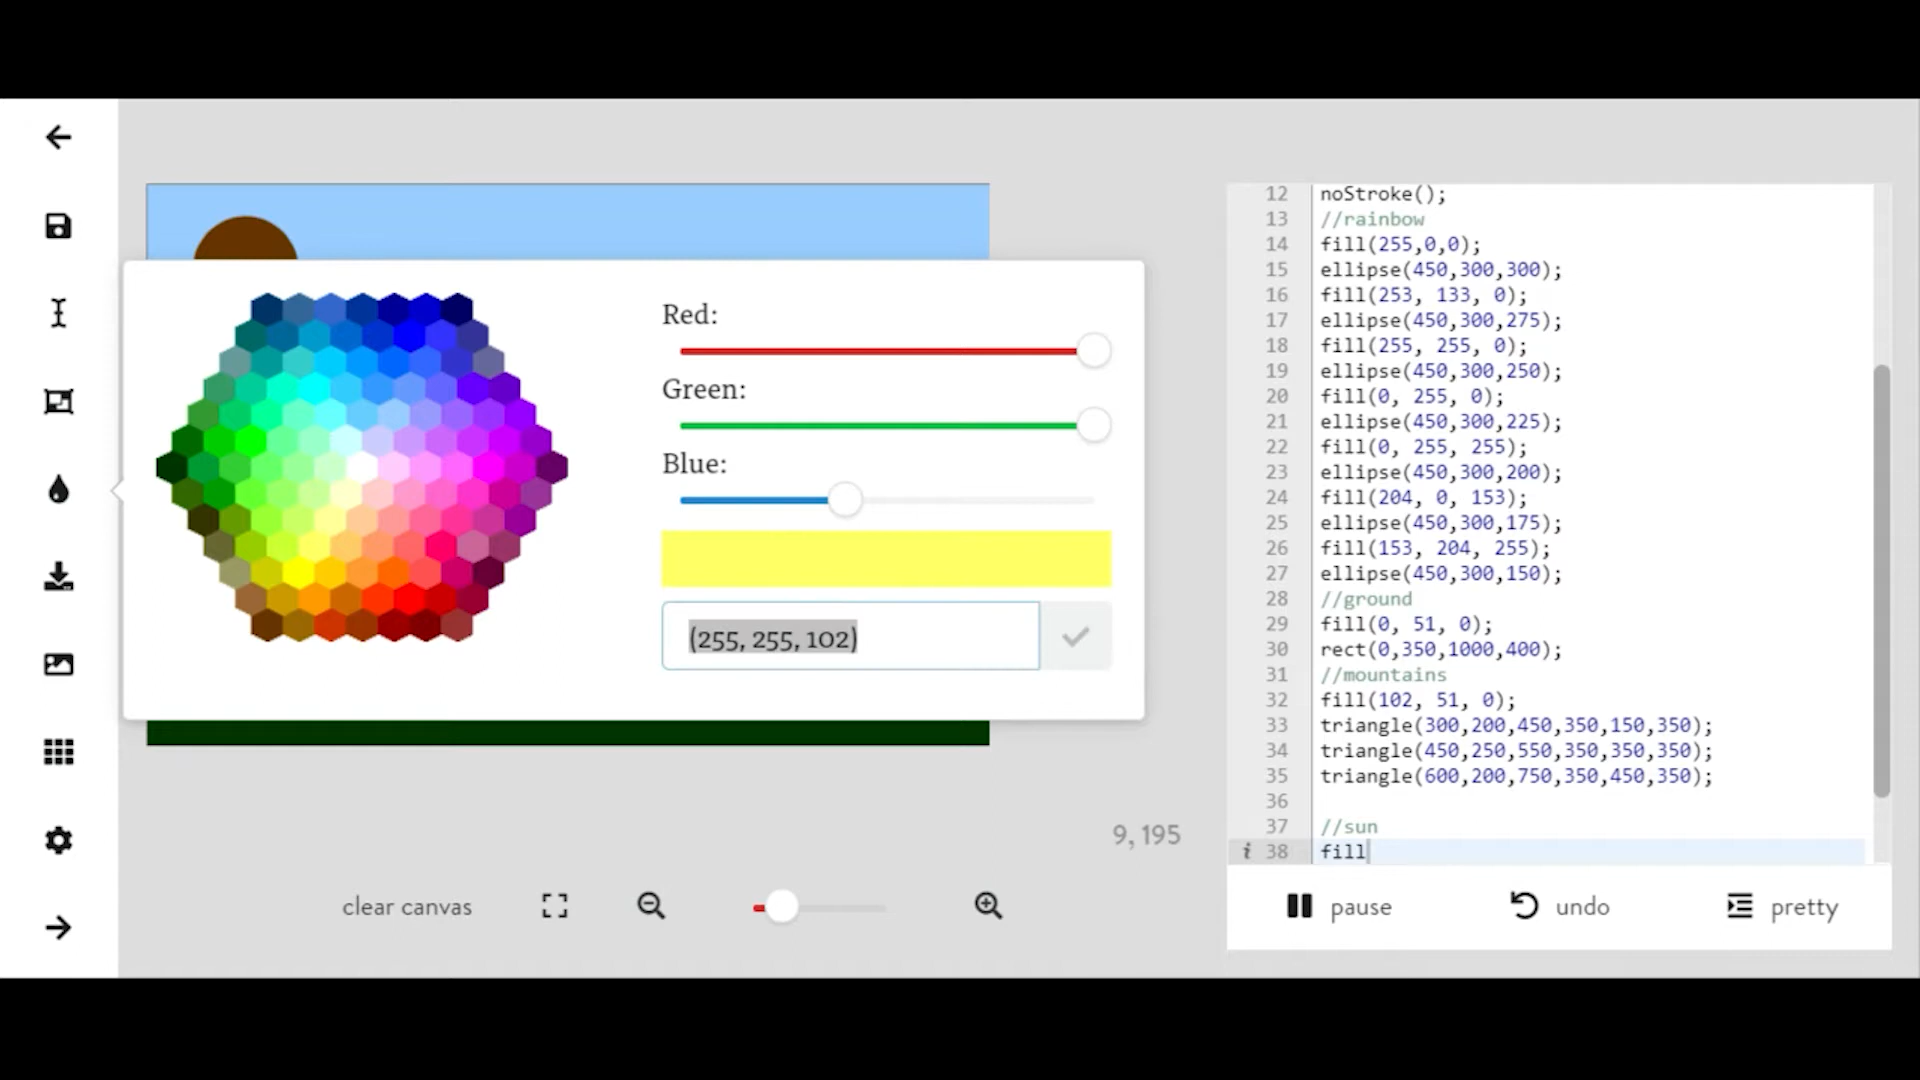 Red:
Green:
Blue:
(255, 255, 102)
9, 195
clear canvas
12 noStroke();
13 //rainbow
14 fill(255,0,0);
15 ellipse(450,300,300);
16 fill(253, 133, 0);
17 ellipse(450,300,275);
18 fill(255, 255, 0);
19 ellipse(450,300,250);
20 fill(0, 255, 0);
21 ellipse(450,300,225);
22 fill(0, 255, 255);
23 ellipse(450,300,200);
24 fill(204, 0, 153);
25 ellipse(450,300,175);
26 fill(153, 204, 255);
27 ellipse(450,300,150);
28 //ground
29 fill(0, 51, 0);
30 rect(0,350,1000,400);
31 //mountains
32 fill(102, 51, 0);
33 triangle(300,200,450,350,150,350);
34 triangle(450,250,550,350,350,350);
35 triangle(600,200,750,350,450,350);
36
37 //sun
i 38 fill
pause undo pretty